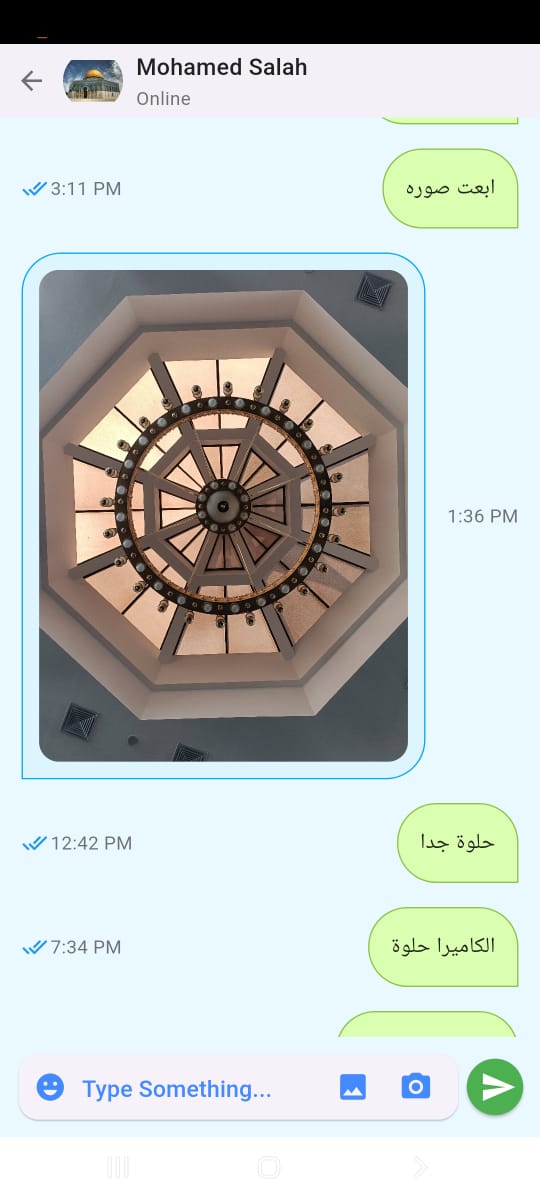 Mohamed Salah
Online
3:11 PM
ابعت صوره
1:36 PM
12:42 PM
حلوة جدا
7:34 PM
الكاميرا حلوة
Type Something...